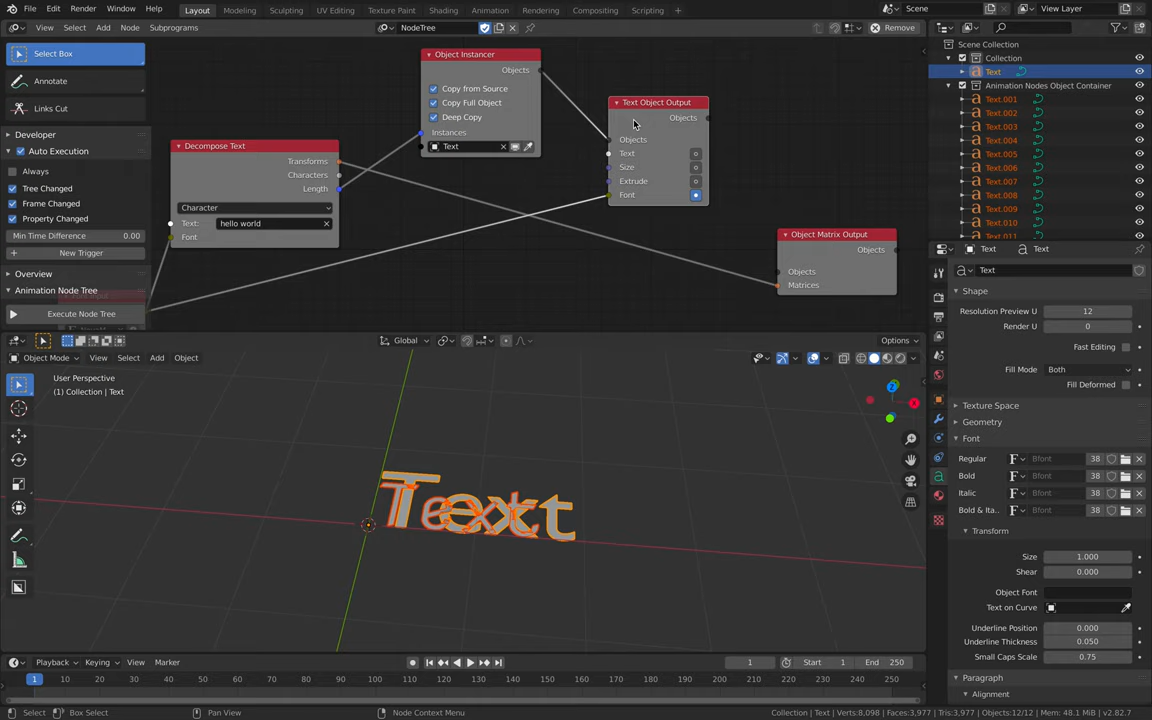 File Edit Render Window Help Layout Modeling Sculpting UV Editing Texture Paint Shading Animation Rendering Compositing Scripting Scene View Layer
View Select Add Node Subprograms NodeTree Remove
Select Box
Annotate
Links Cut
Developer
Auto Execution
Always
Tree Changed
Frame Changed
Property Changed
Min Time Difference 0.00
New Trigger
Overview
Animation Node Tree
Execute Node Tree
Decompose Text
Transforms
Characters
Length
Character
Text: hello world
Font
Object Instancer
Objects
Copy from Source
Copy Full Object
Deep Copy
Instances
Text
Text Object Output
Objects
Objects
Text
Size
Extrude
Font
Object Matrix Output
Objects
Objects
Matrices
Scene Collection
Collection
Text
Animation Nodes Object Container
Text.001
Text.002
Text.003
Text.004
Text.005
Text.006
Text.007
Text.008
Text.009
Text.010
Text.011
Text Text
Text
Shape
Resolution Preview U 12
Render U 0
Fast Editing
Fill Mode Both
Fill Deformed
Texture Space
Geometry
Font
Regular Bfont 38
Bold Bfont 38
Italic Bfont 38
Bold & Ita.. Bfont 38
Transform
Size 1.000
Shear 0.000
Object Font
Text on Curve
Underline Position 0.000
Underline Thickness 0.050
Small Caps Scale 0.75
Paragraph
Alignment
Global Options
Object Mode View Select Add Object
User Perspective
(1) Collection | Text
Z
X
Text
Playback Keying View Marker 1 Start 1 End 250
1 10 20 30 40 50 60 70 80 90 100 110 120 130 140 150 160 170 180 190 200 210 220 230 240 250
Select Box Select Pan View Node Context Menu Collection | Text | Verts:8,098 | Faces:3,977 | Tris:3,977 | Objects:12/12 | Mem: 48.1 MiB | v2.82.7